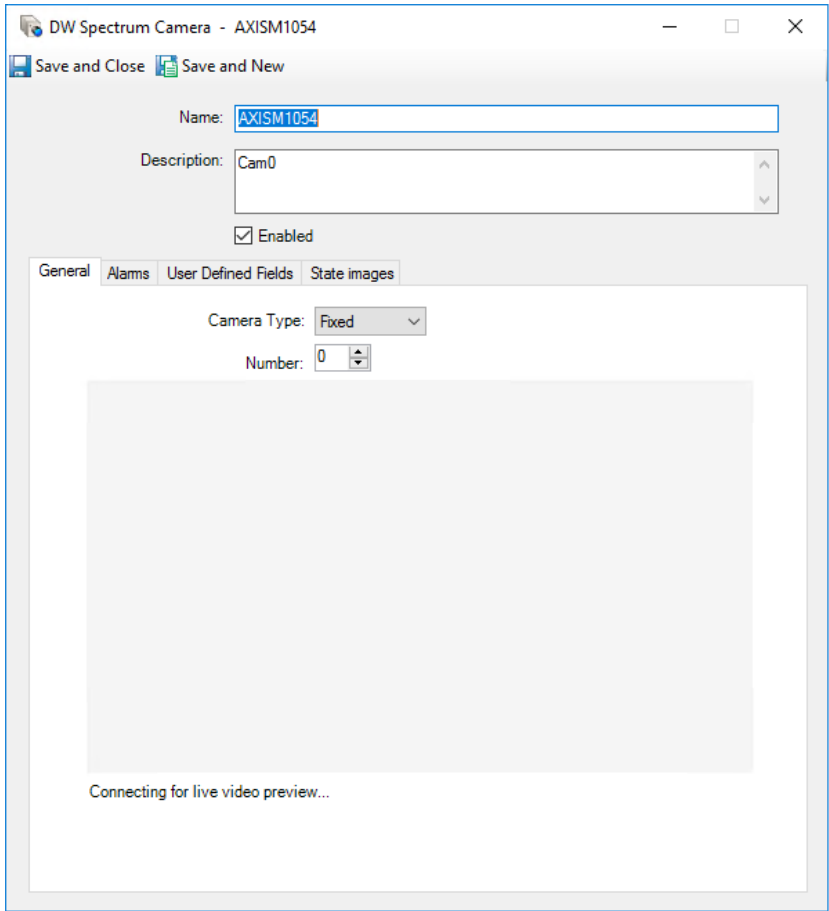 DW Spectrum Camera - AXISM1054
Save and Close Save and New
Name: AXISM1054
Description: Cam0
Enabled
General Alarms User Defined Fields State images
Camera Type: Fixed
Number: 0
Connecting for live video preview...